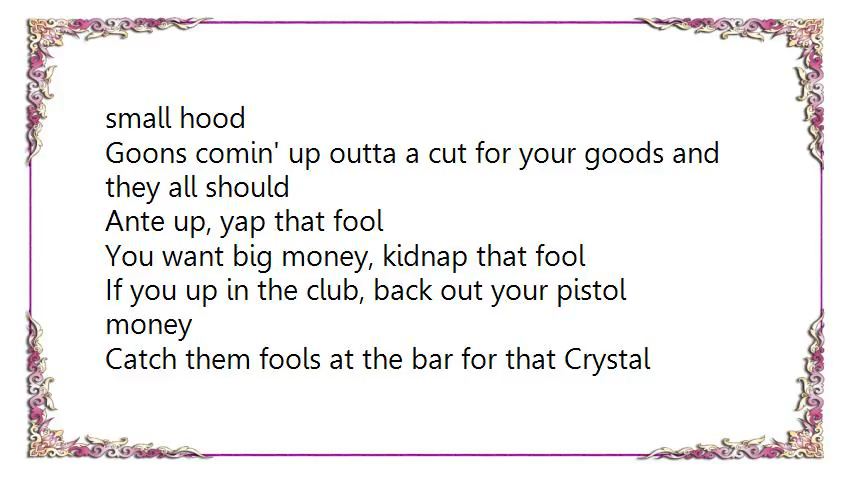 small hood
Goons comin' up outta a cut for your goods and
they all should
Ante up, yap that fool
You want big money, kidnap that fool
If you up in the club, back out your pistol
money
Catch them fools at the bar for that Crystal